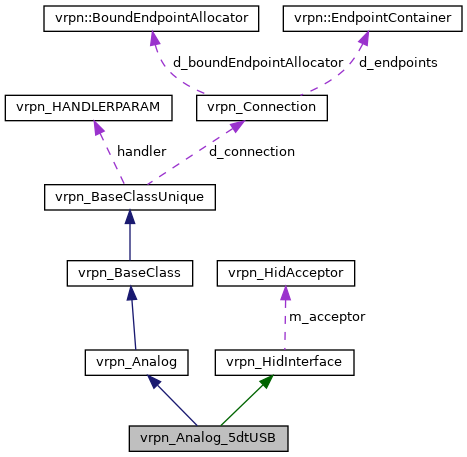 vrpn::BoundEndpointAllocator
vrpn::EndpointContainer
d_boundEndpointAllocator
d_endpoints
vrpn_HANDLERPARAM
vrpn_Connection
handler
d_connection
vrpn_BaseClassUnique
vrpn_BaseClass
vrpn_HidAcceptor
m_acceptor
vrpn_Analog
vrpn_HidInterface
vrpn_Analog_5dtUSB